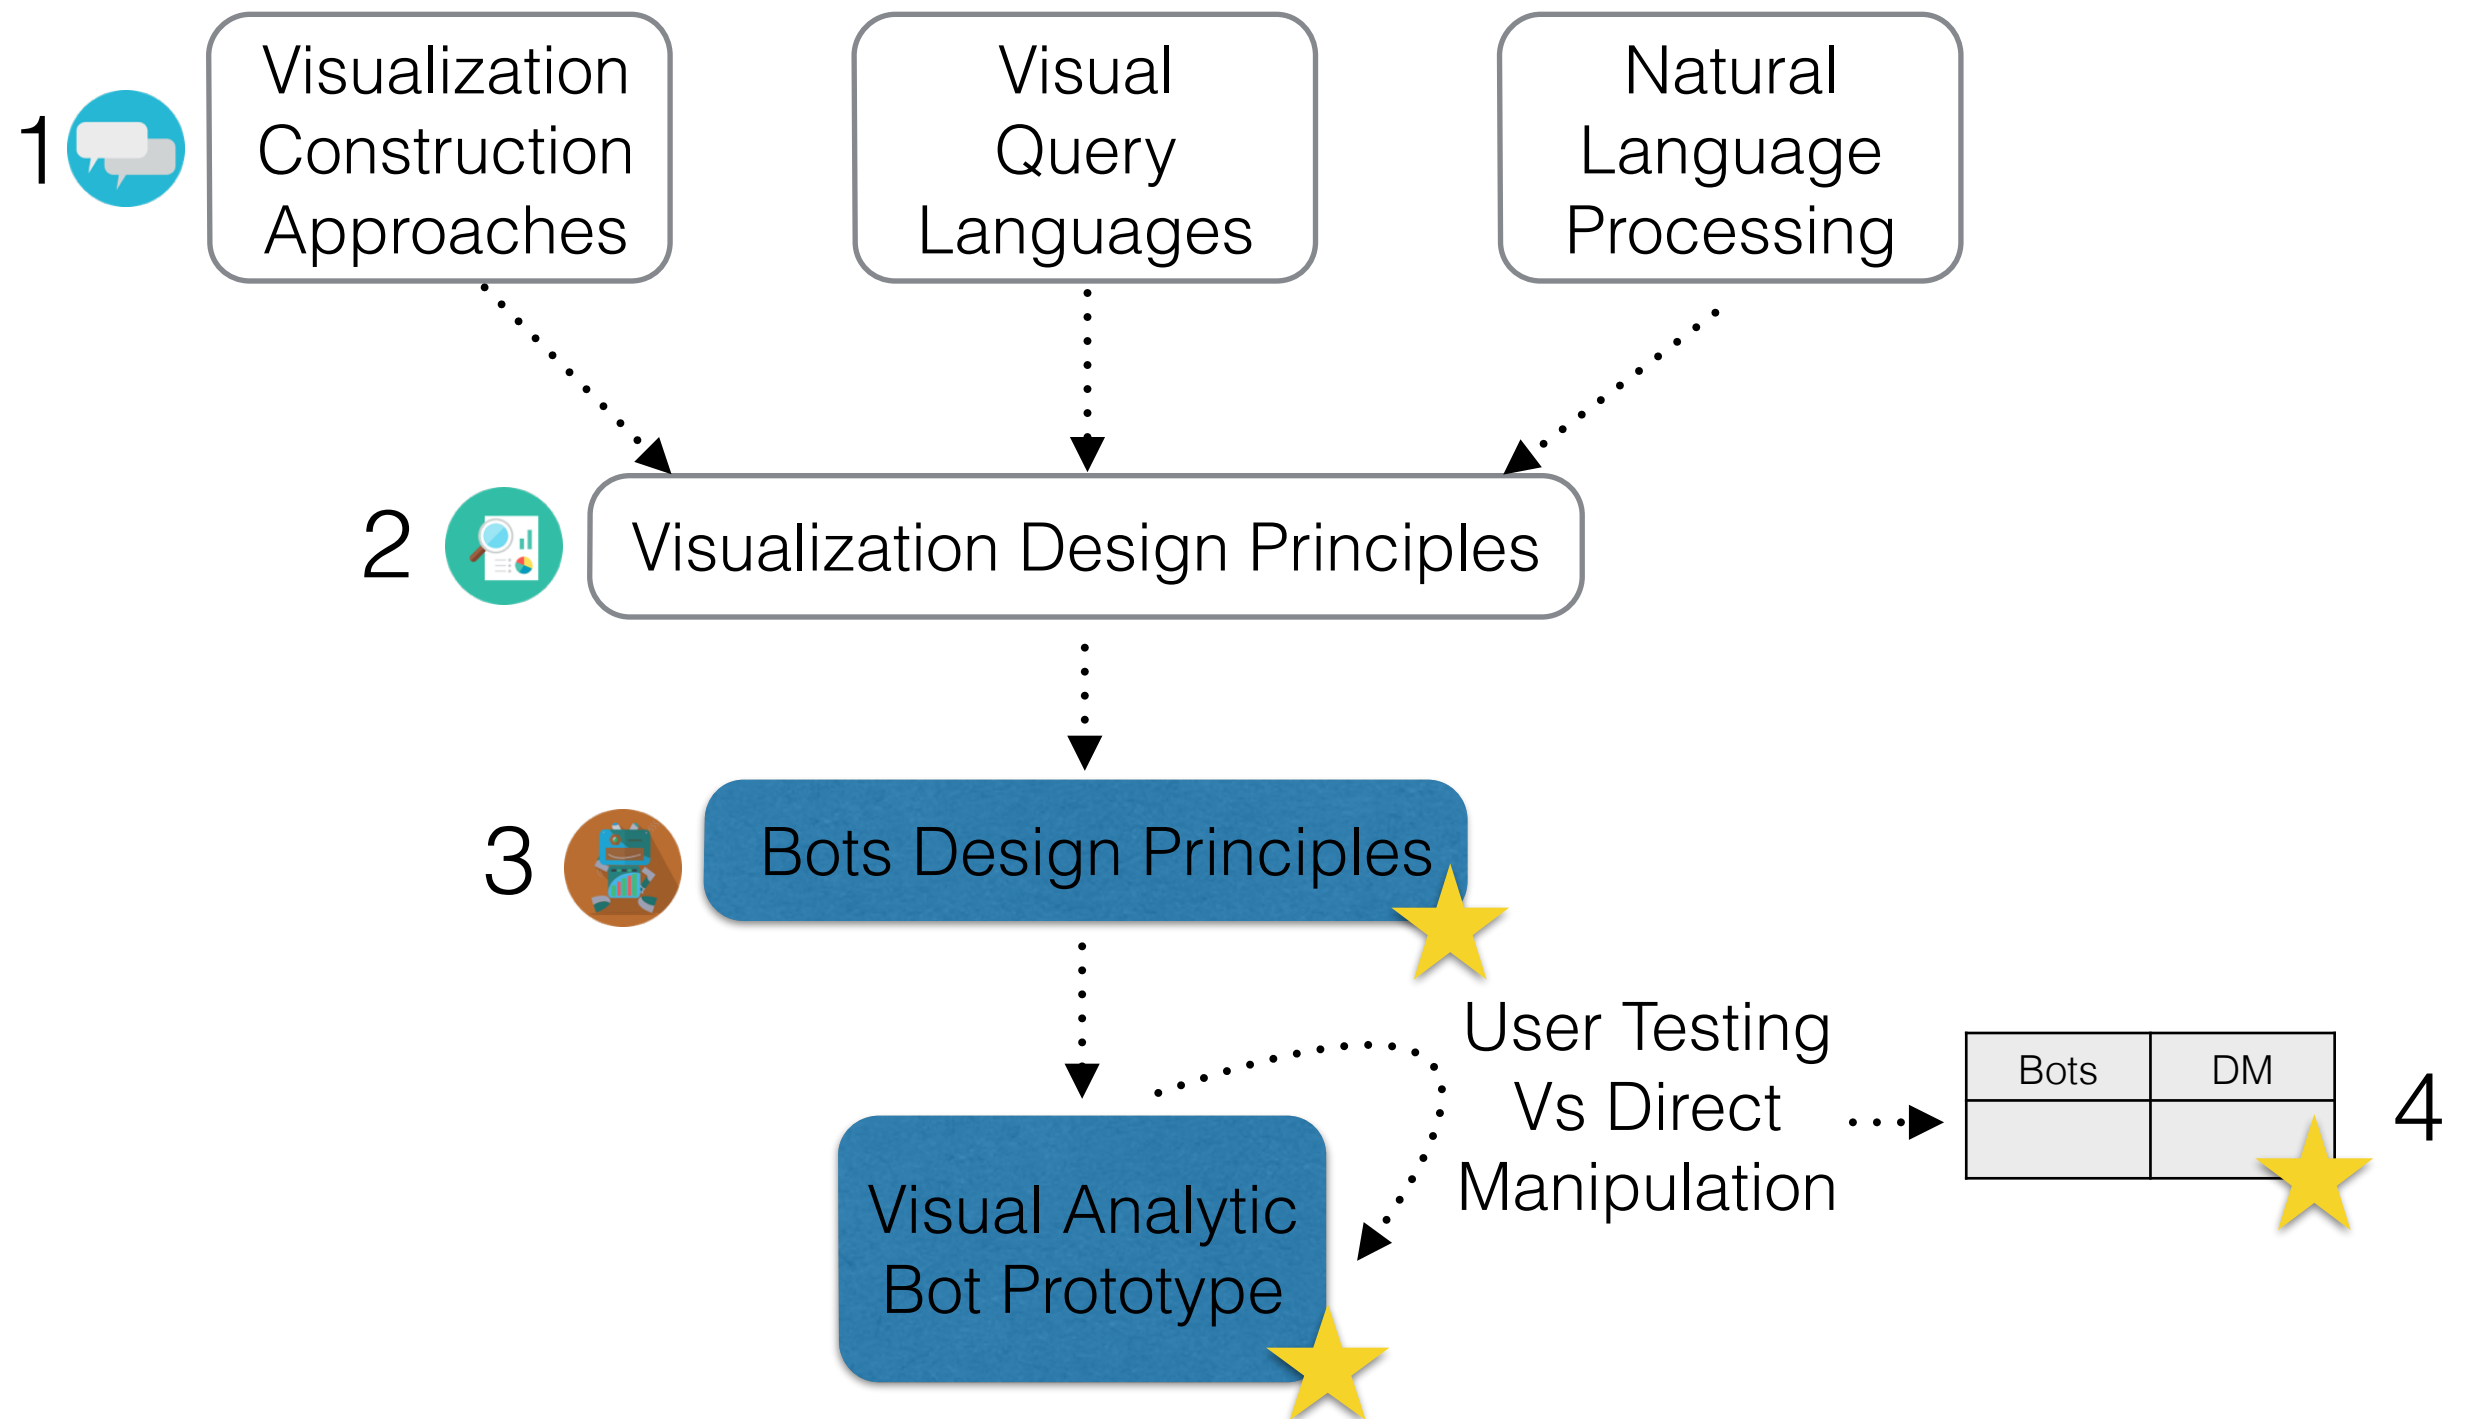 1
Visualization
Construction
Approaches
Visual
Query
Languages
Natural
Language
Processing
2
Visualization Design Principles
3
Bots Design Principles
User Testing
Vs Direct
Manipulation
Bots
DM
4
Visual Analytic
Bot Prototype